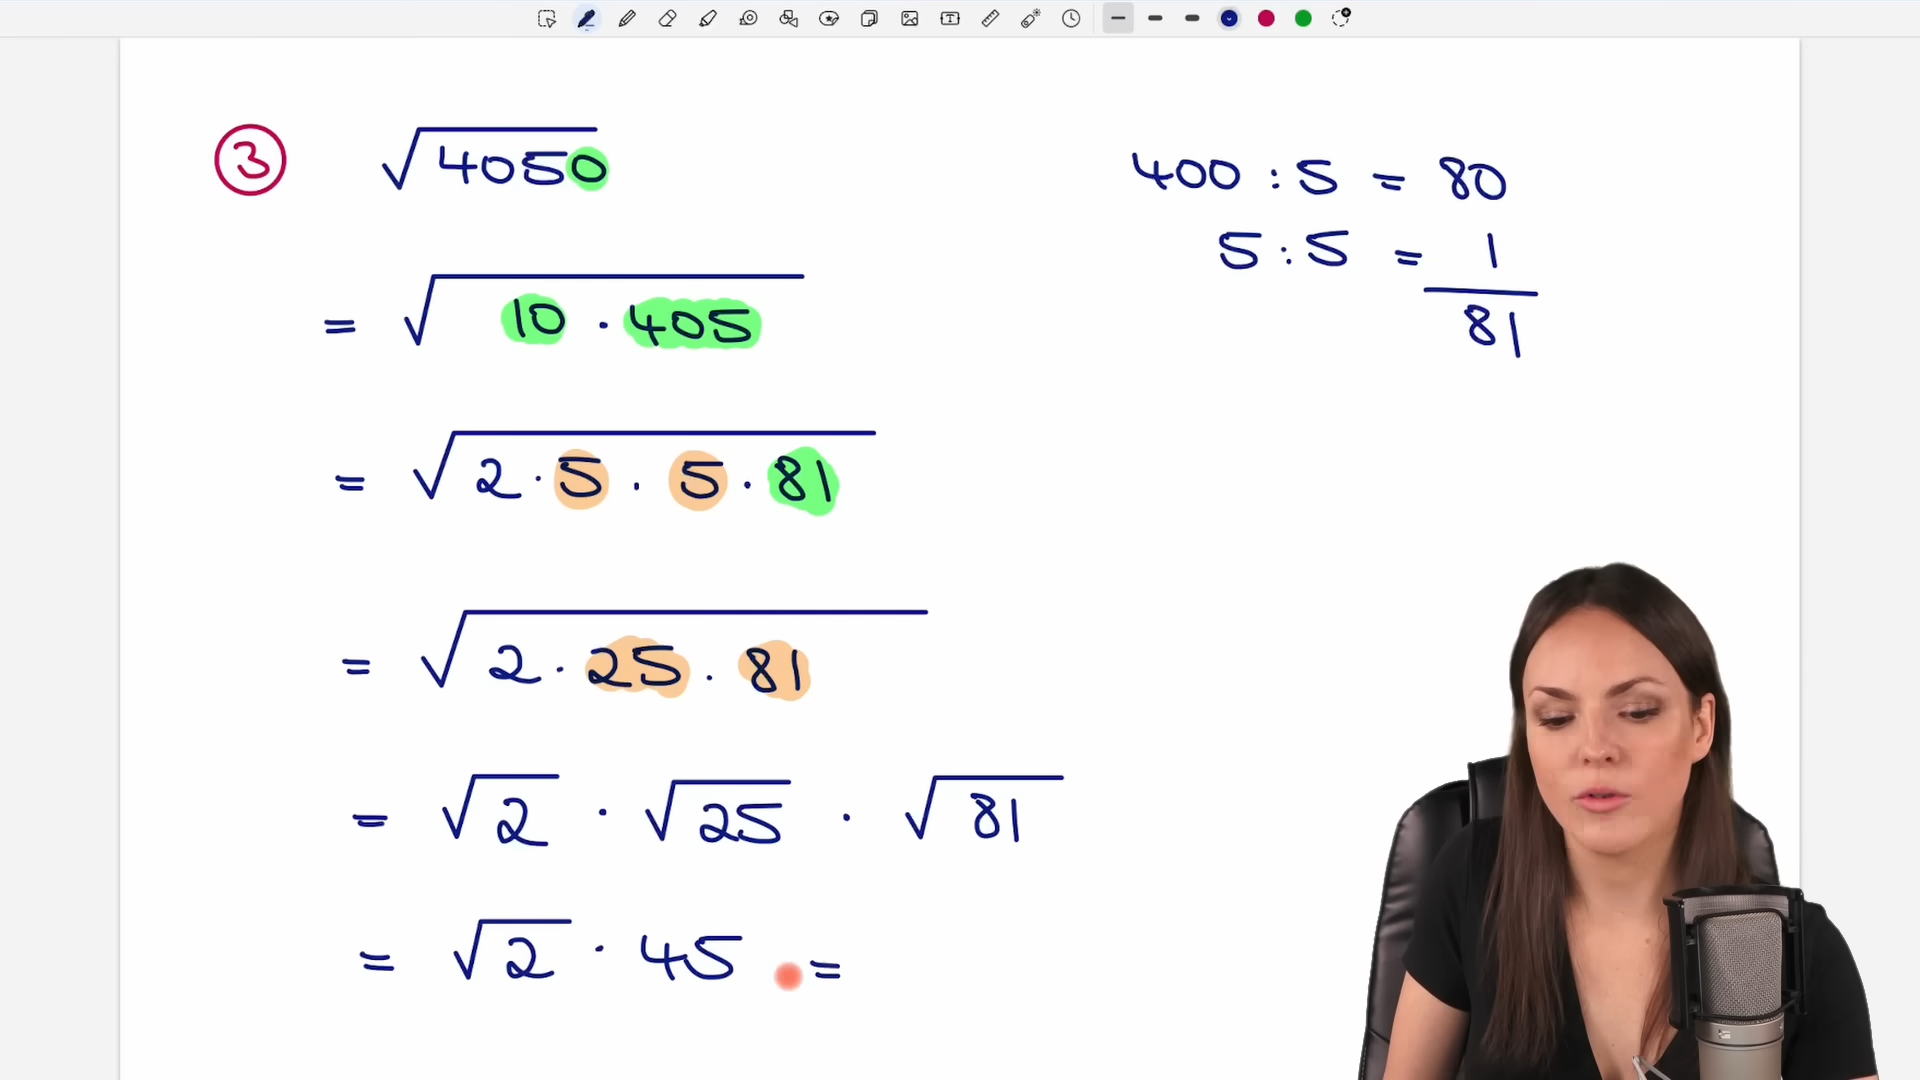 ③ √4050
= √10 · 405
= √2 · 5 · 5 · 81
= √2 · 25 · 81
= √2 · √25 · √81
= √2 · 45 =
400 : 5 = 80
5 : 5 = 1
81